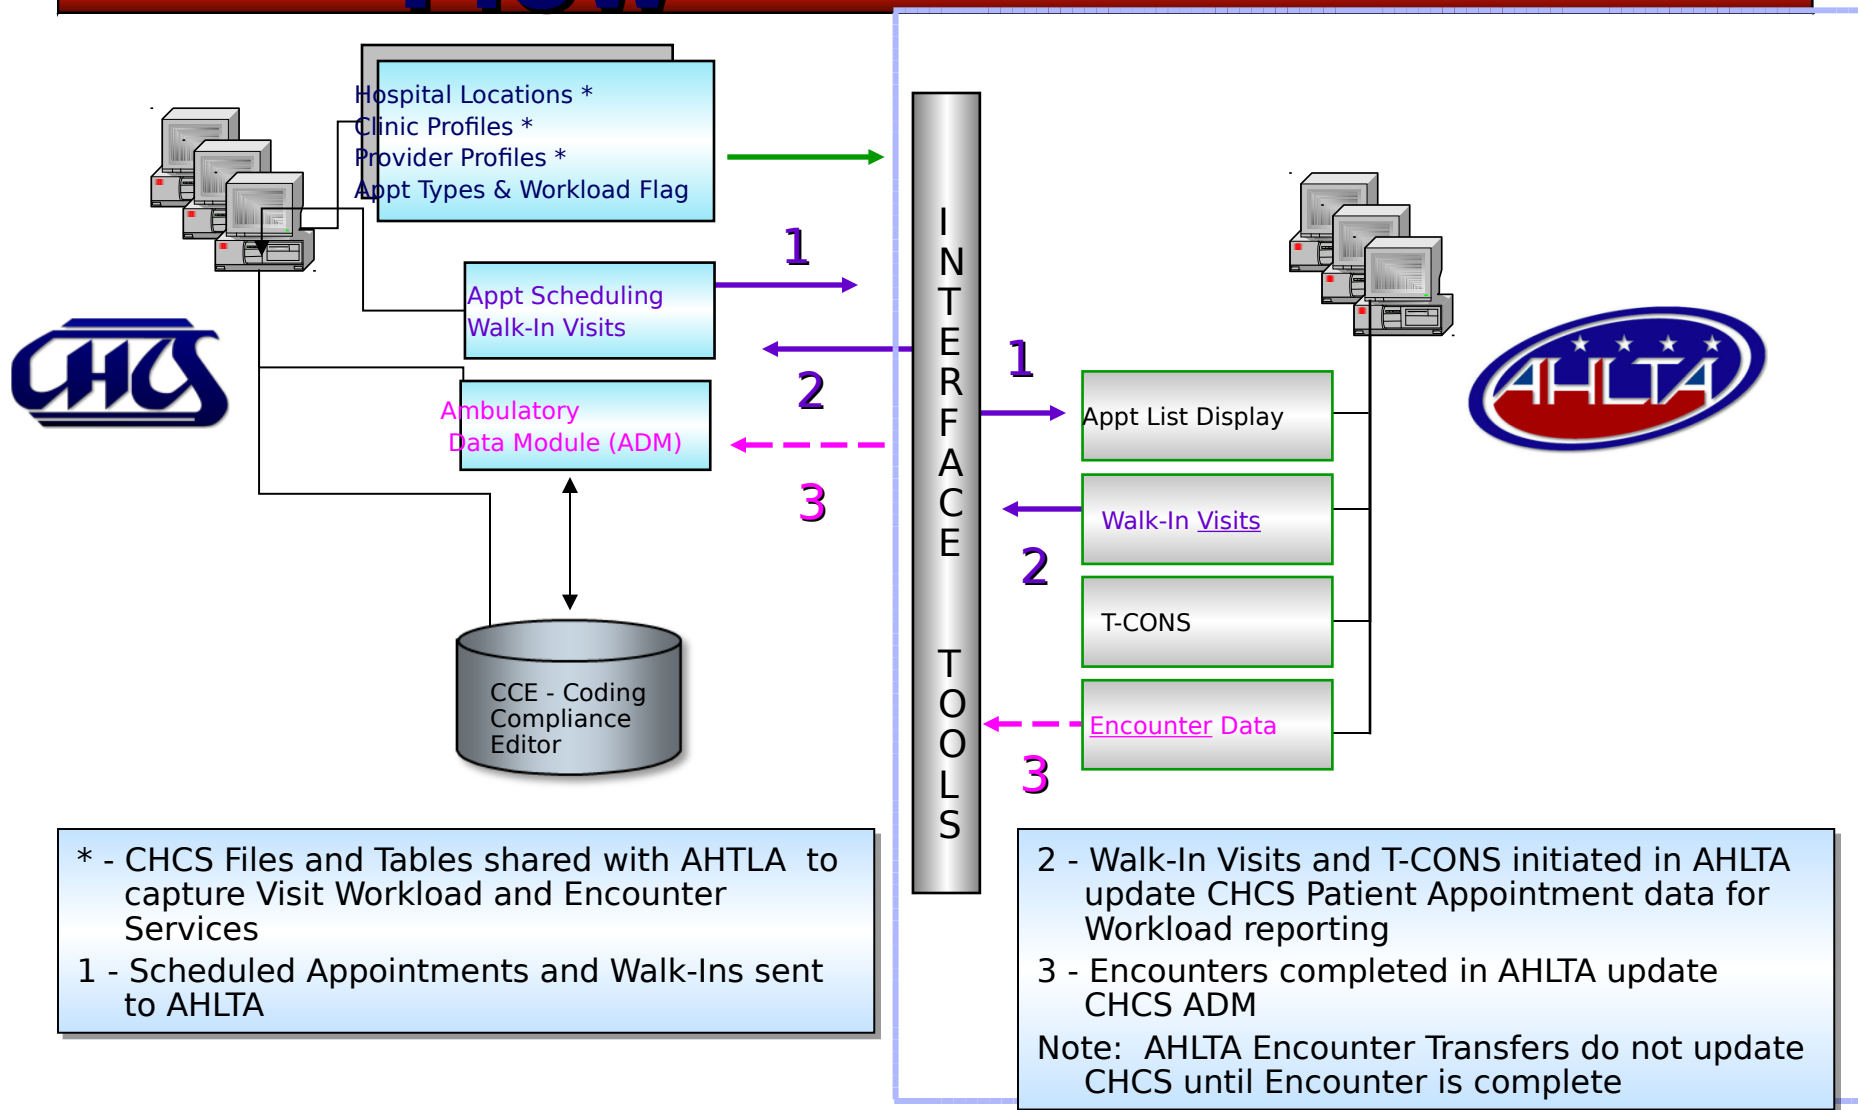 Flow
Hospital Locations *
Clinic Profiles *
Provider Profiles *
Appt Types & Workload Flag
1
Appt Scheduling
Walk-In Visits
2
Ambulatory
Data Module (ADM)
3
CHCS
CCE - Coding
Compliance
Editor
INTERFACE TOOLS
1
Appt List Display
Walk-In Visits
2
T-CONS
Encounter Data
3
AHLTA
* - CHCS Files and Tables shared with AHTLA to
capture Visit Workload and Encounter
Services
1 - Scheduled Appointments and Walk-Ins sent
to AHLTA
2 - Walk-In Visits and T-CONS initiated in AHLTA
update CHCS Patient Appointment data for
Workload reporting
3 - Encounters completed in AHLTA update
CHCS ADM
Note: AHLTA Encounter Transfers do not update
CHCS until Encounter is complete